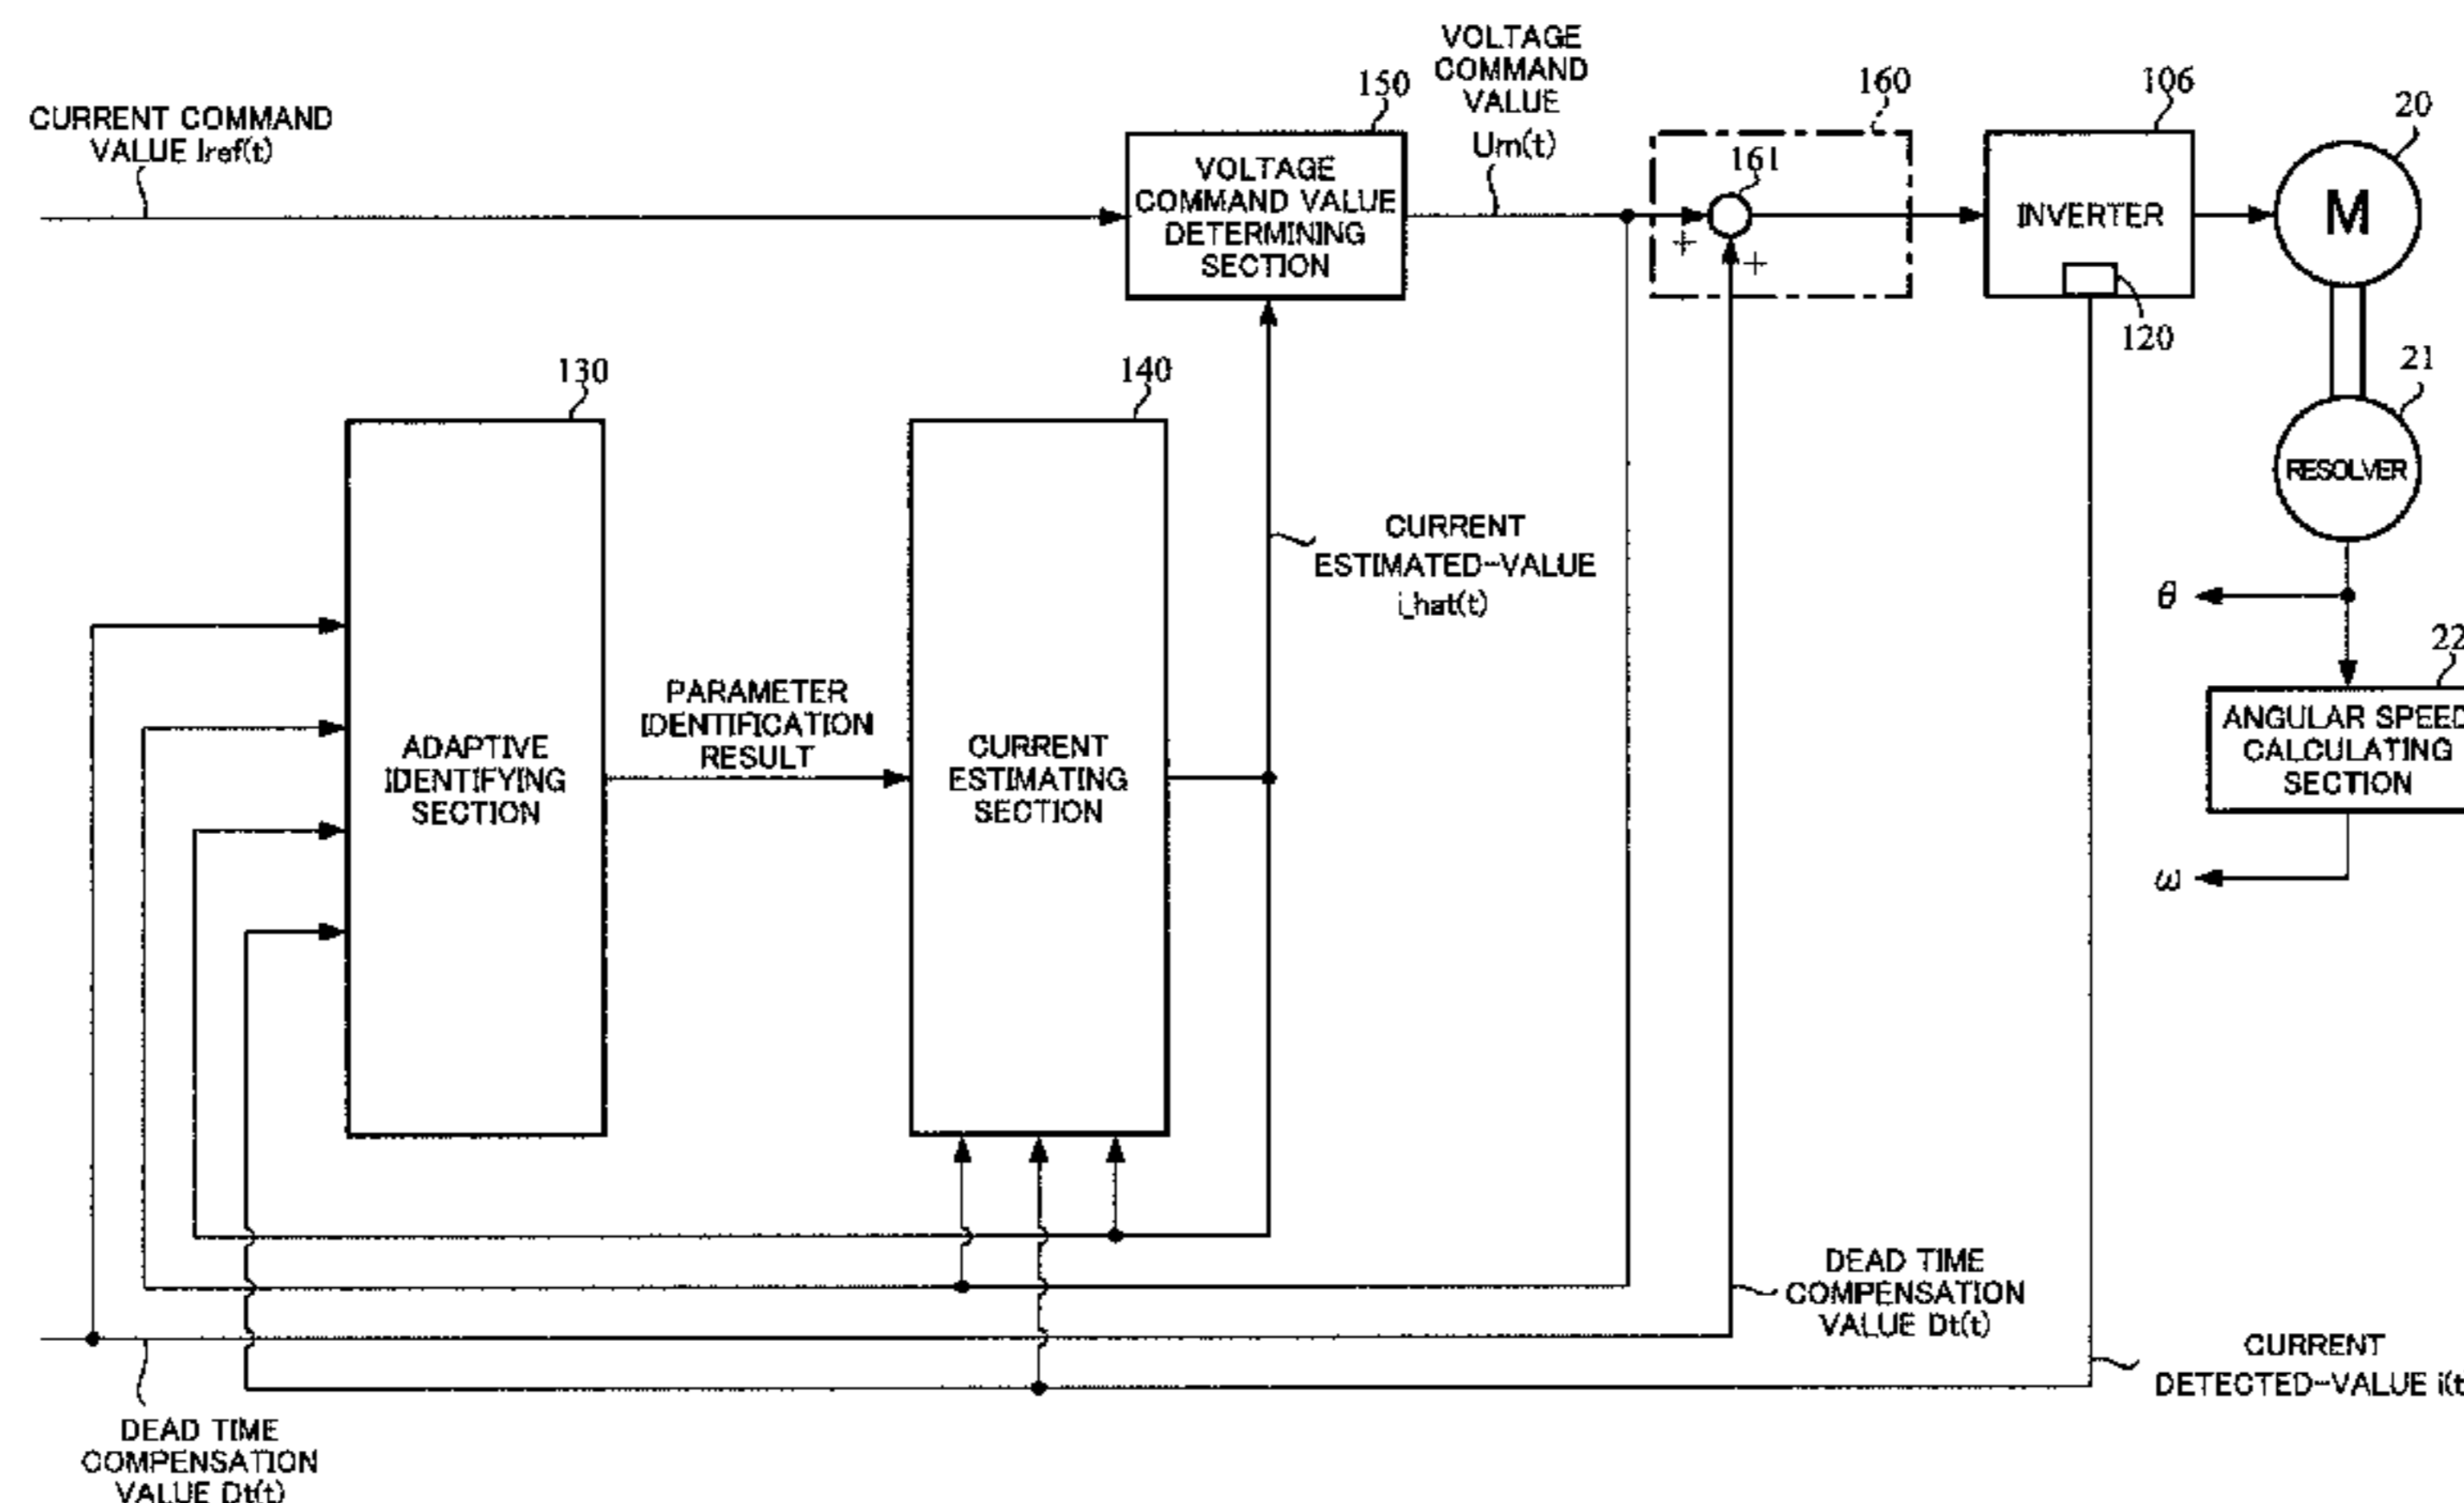 VOLTAGE
COMMAND
VALUE
Um(t)
150
160
106
20
CURRENT COMMAND
VALUE Iref(t)
VOLTAGE
COMMAND VALUE
DETERMINING
SECTION
161
+
+
INVERTER
M
120
21
130
140
RESOLVER
CURRENT
ESTIMATED-VALUE
i_hat(t)
θ
22
PARAMETER
IDENTIFICATION
RESULT
ADAPTIVE
IDENTIFYING
SECTION
CURRENT
ESTIMATING
SECTION
ANGULAR SPEED
CALCULATING
SECTION
ω
DEAD TIME
COMPENSATION
VALUE Dt(t)
CURRENT
DETECTED-VALUE i(t
DEAD TIME
COMPENSATION
VALUE Dt(t)